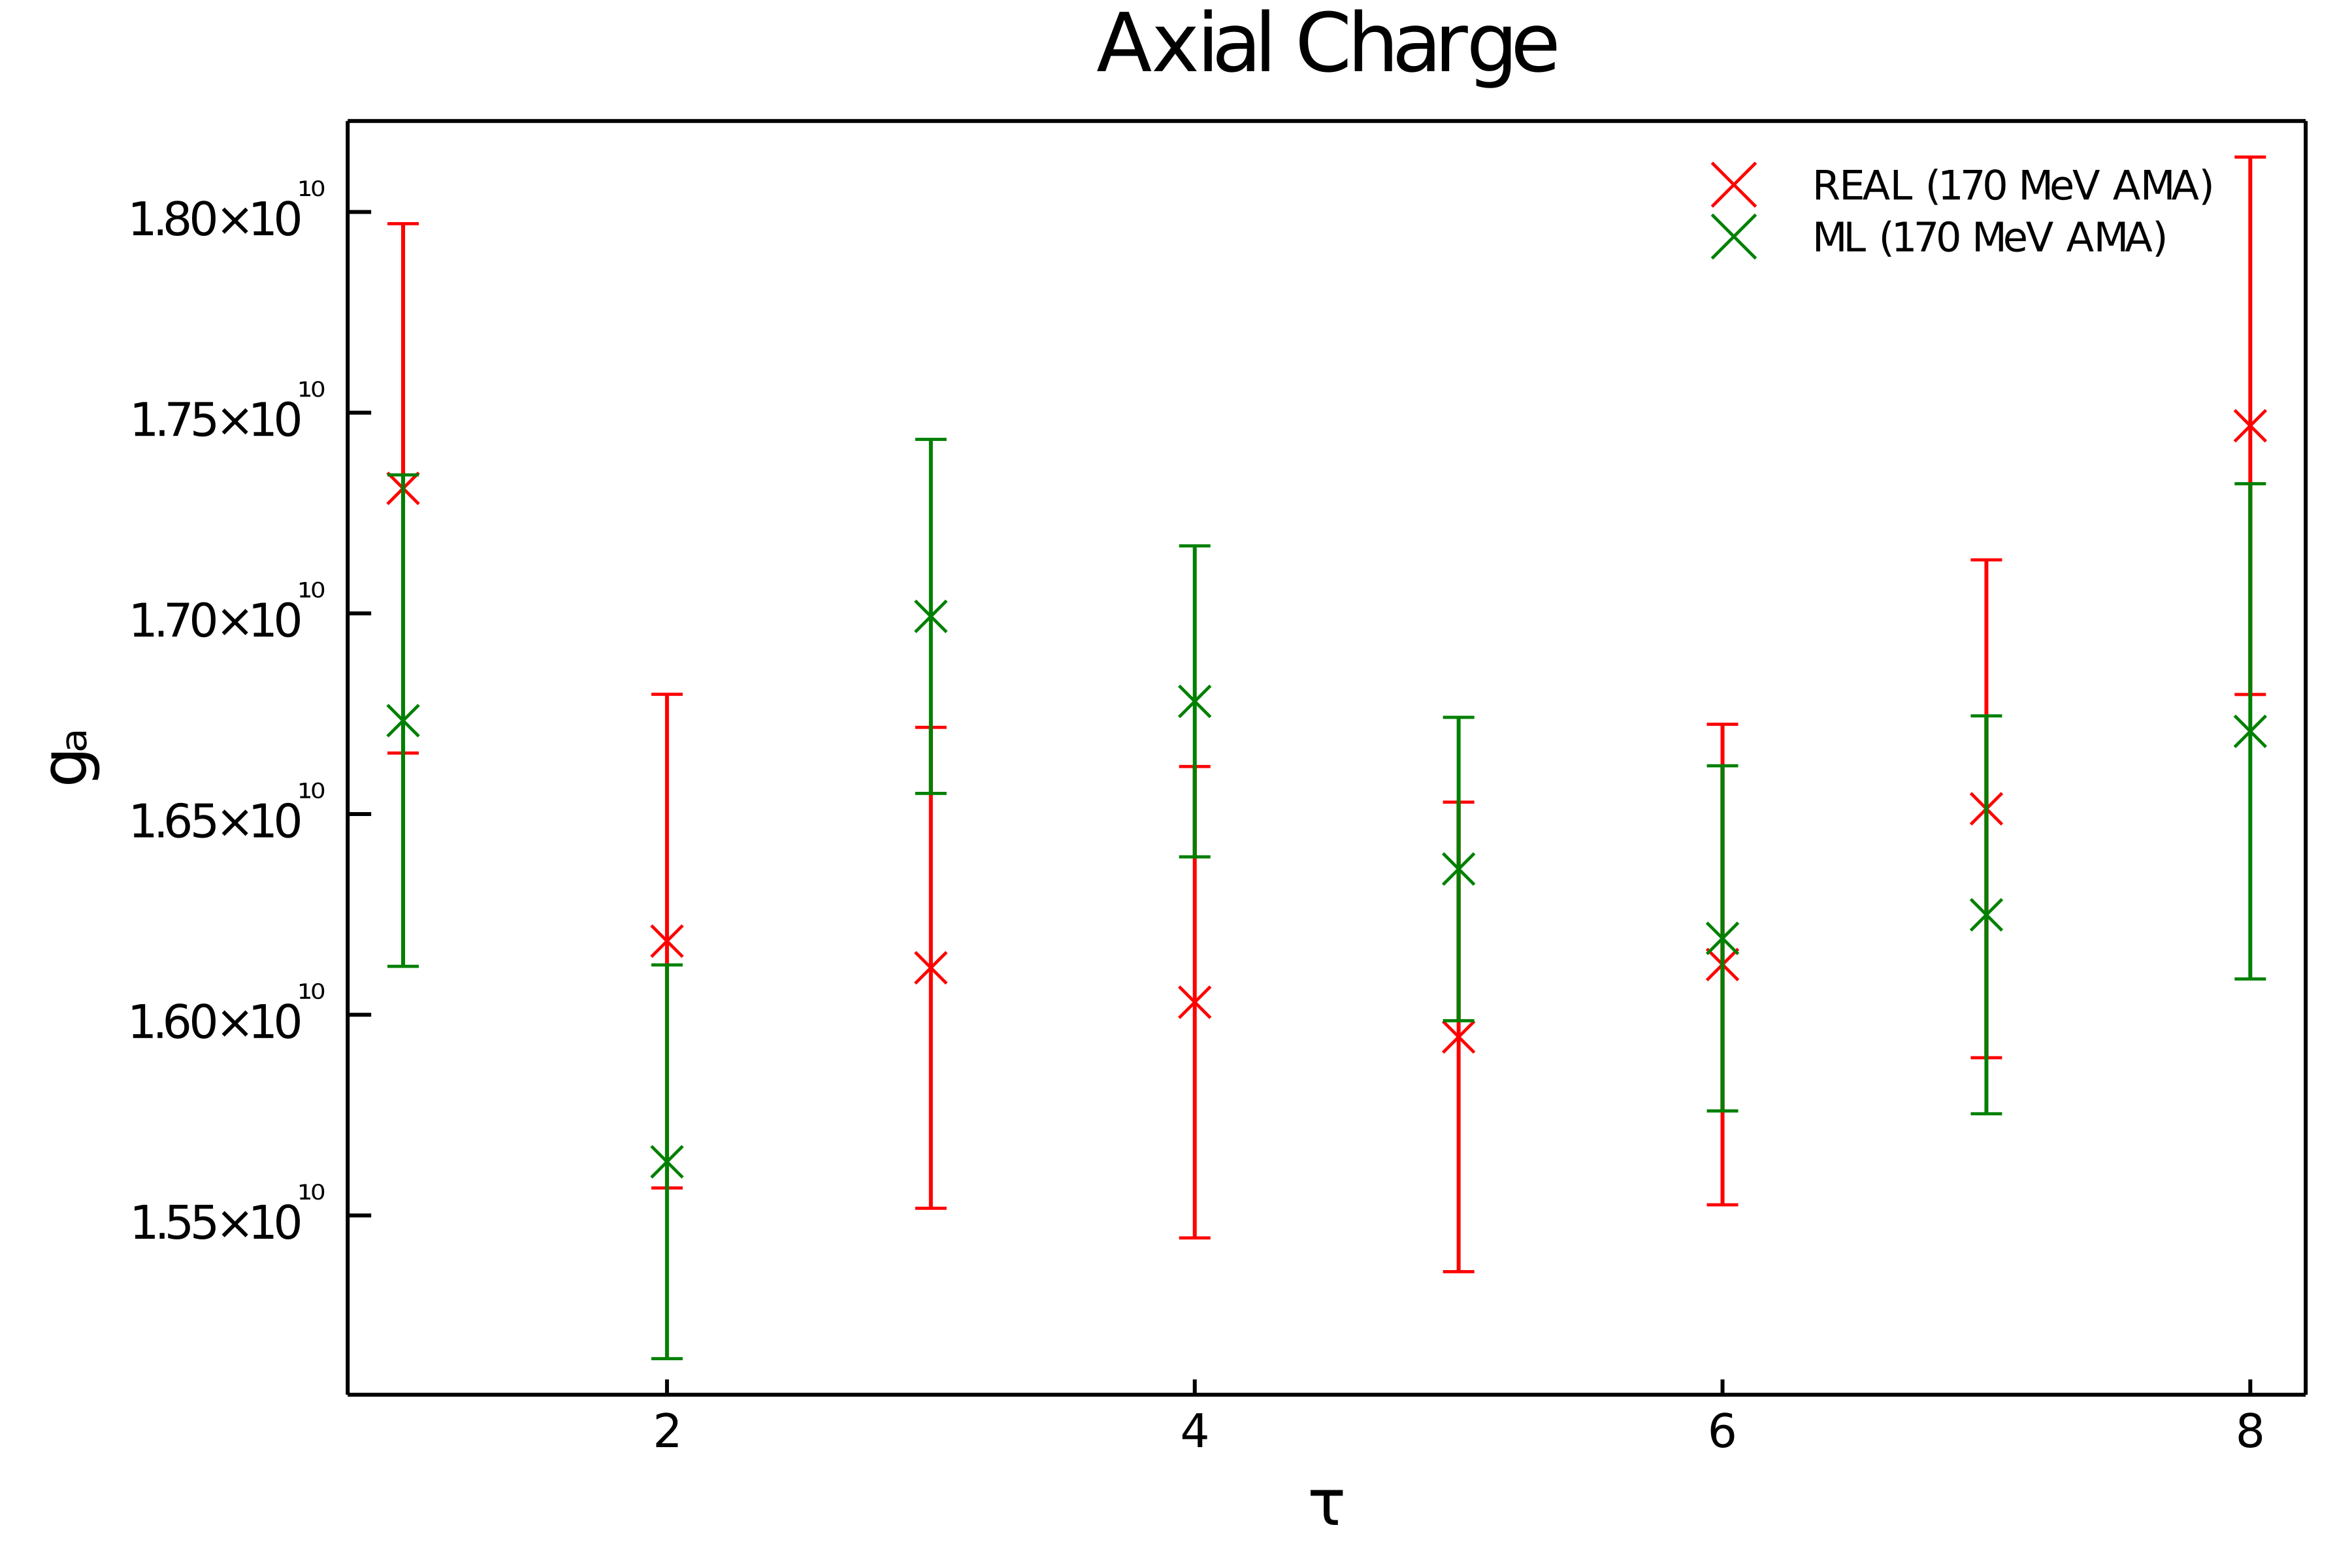 Axial Charge
REAL (170 MeV AMA)
ML (170 MeV AMA)
1.80×10¹⁰
1.75×10¹⁰
1.70×10¹⁰
1.65×10¹⁰
1.60×10¹⁰
1.55×10¹⁰
gₐ
2 4 6 8
τ